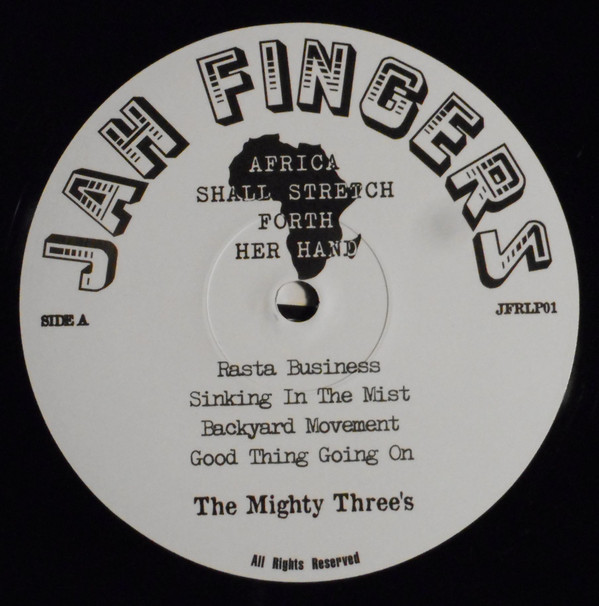 JAH FINGERS
AFRICA
SHALL STRETCH
FORTH
HER HAND
SIDE A
JFRLP01
Rasta Business
Sinking In The Mist
Backyard Movement
Good Thing Going On
The Mighty Three's
All Rights Reserved